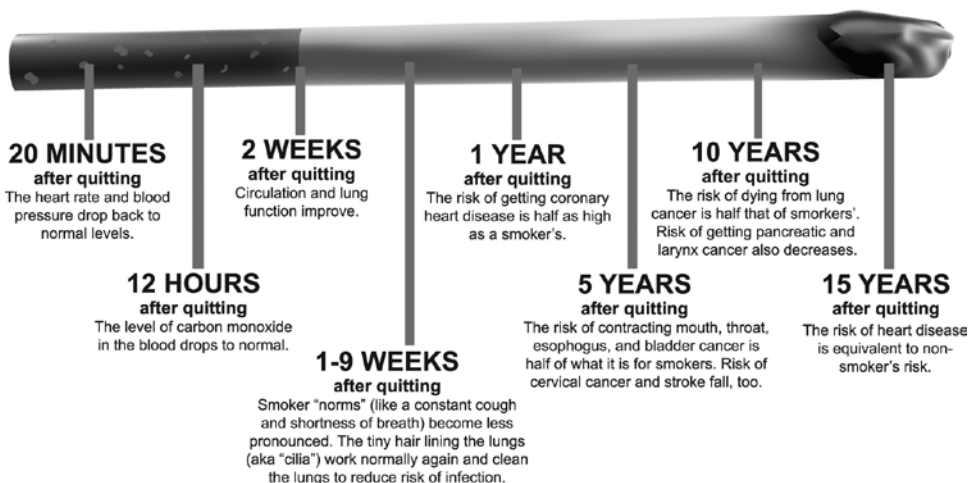 20 MINUTES
after quitting
The heart rate and blood
pressure drop back to
normal levels.
12 HOURS
after quitting
The level of carbon monoxide
in the blood drops to normal.
2 WEEKS
after quitting
Circulation and lung
function improve.
1-9 WEEKS
after quitting
Smoker “norms” (like a constant cough
and shortness of breath) become less
pronounced. The tiny hair lining the lungs
(aka “cilia”) work normally again and clean
the lungs to reduce risk of infection.
1 YEAR
after quitting
The risk of getting coronary
heart disease is half as high
as a smoker’s.
5 YEARS
after quitting
The risk of contracting mouth, throat,
esophogus, and bladder cancer is
half of what it is for smokers. Risk of
cervical cancer and stroke fall, too.
10 YEARS
after quitting
The risk of dying from lung
cancer is half that of smorkers’.
Risk of getting pancreatic and
larynx cancer also decreases.
15 YEARS
after quitting
The risk of heart disease
is equivalent to non-
smoker’s risk.